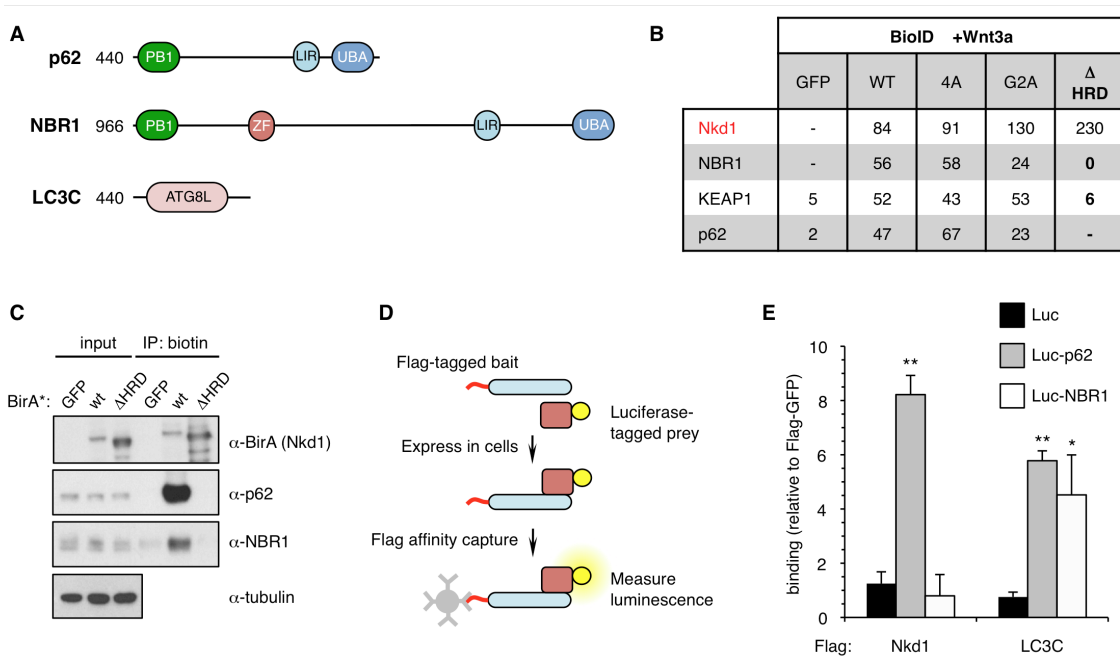 A
p62 440 PB1 LIR UBA
NBR1 966 PB1 ZF LIR UBA
LC3C 440 ATG8L
B
BioID +Wnt3a
GFP WT 4A G2A Δ HRD
Nkd1 - 84 91 130 230
NBR1 - 56 58 24 0
KEAP1 5 52 43 53 6
p62 2 47 67 23 -
C
input IP: biotin
BirA*: GFP wt ΔHRD GFP wt ΔHRD
α-BirA (Nkd1)
α-p62
α-NBR1
α-tubulin
D
Flag-tagged bait
Luciferase-
tagged prey
Express in cells
Flag affinity capture
Measure
luminescence
E
Luc
Luc-p62
Luc-NBR1
binding (relative to Flag-GFP)
10
8
6
4
2
0
**
**
*
Flag: Nkd1 LC3C